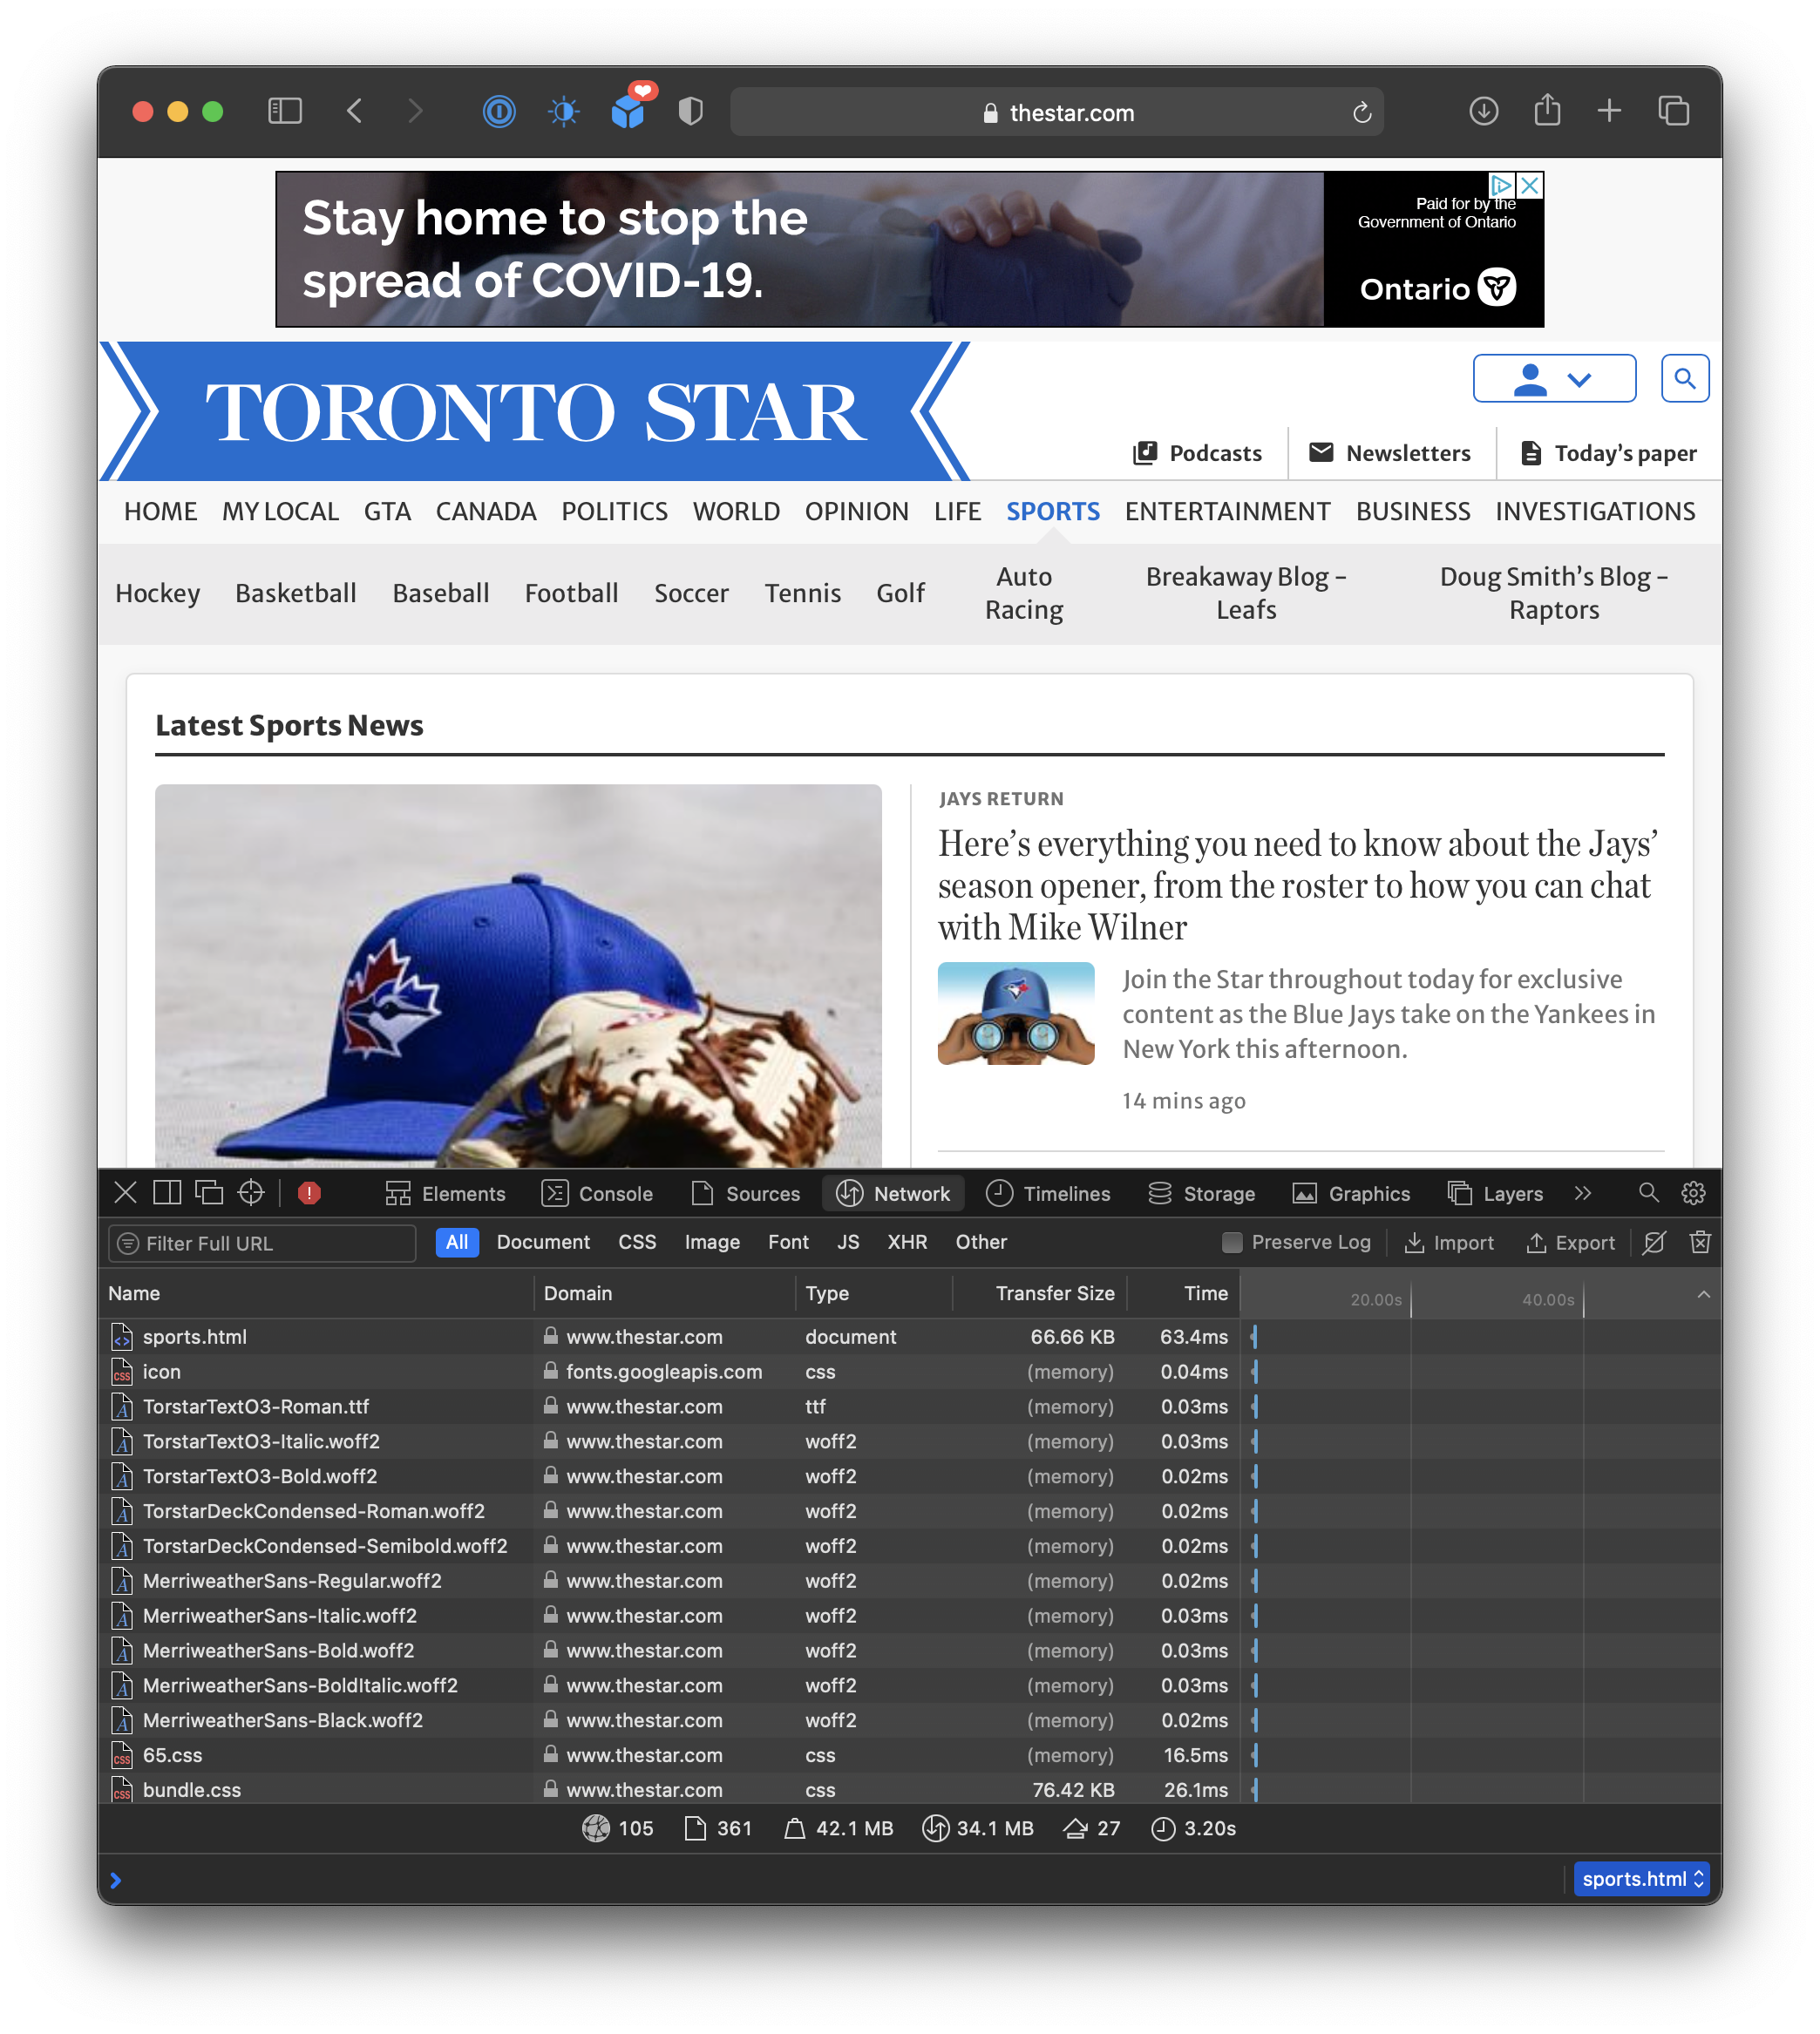 thestar.com
Stay home to stop the
spread of COVID-19.
Paid for by the
Government of Ontario
Ontario
TORONTO STAR
Podcasts
Newsletters
Today’s paper
HOME MY LOCAL GTA CANADA POLITICS WORLD OPINION LIFE SPORTS ENTERTAINMENT BUSINESS INVESTIGATIONS
Hockey Basketball Baseball Football Soccer Tennis Golf
Auto
Racing
Breakaway Blog –
Leafs
Doug Smith’s Blog –
Raptors
Latest Sports News
JAYS RETURN
Here’s everything you need to know about the Jays’
season opener, from the roster to how you can chat
with Mike Wilner
Join the Star throughout today for exclusive
content as the Blue Jays take on the Yankees in
New York this afternoon.
14 mins ago
Elements Console Sources Network Timelines Storage Graphics Layers
Filter Full URL All Document CSS Image Font JS XHR Other Preserve Log Import Export
Name Domain Type Transfer Size Time 20.00s 40.00s
sports.html www.thestar.com document 66.66 KB 63.4ms
icon fonts.googleapis.com css (memory) 0.04ms
TorstarTextO3-Roman.ttf www.thestar.com ttf (memory) 0.03ms
TorstarTextO3-Italic.woff2 www.thestar.com woff2 (memory) 0.03ms
TorstarTextO3-Bold.woff2 www.thestar.com woff2 (memory) 0.02ms
TorstarDeckCondensed-Roman.woff2 www.thestar.com woff2 (memory) 0.02ms
TorstarDeckCondensed-Semibold.woff2 www.thestar.com woff2 (memory) 0.02ms
MerriweatherSans-Regular.woff2 www.thestar.com woff2 (memory) 0.02ms
MerriweatherSans-Italic.woff2 www.thestar.com woff2 (memory) 0.03ms
MerriweatherSans-Bold.woff2 www.thestar.com woff2 (memory) 0.03ms
MerriweatherSans-BoldItalic.woff2 www.thestar.com woff2 (memory) 0.03ms
MerriweatherSans-Black.woff2 www.thestar.com woff2 (memory) 0.02ms
65.css www.thestar.com css (memory) 16.5ms
bundle.css www.thestar.com css 76.42 KB 26.1ms
105 361 42.1 MB 34.1 MB 27 3.20s
sports.html